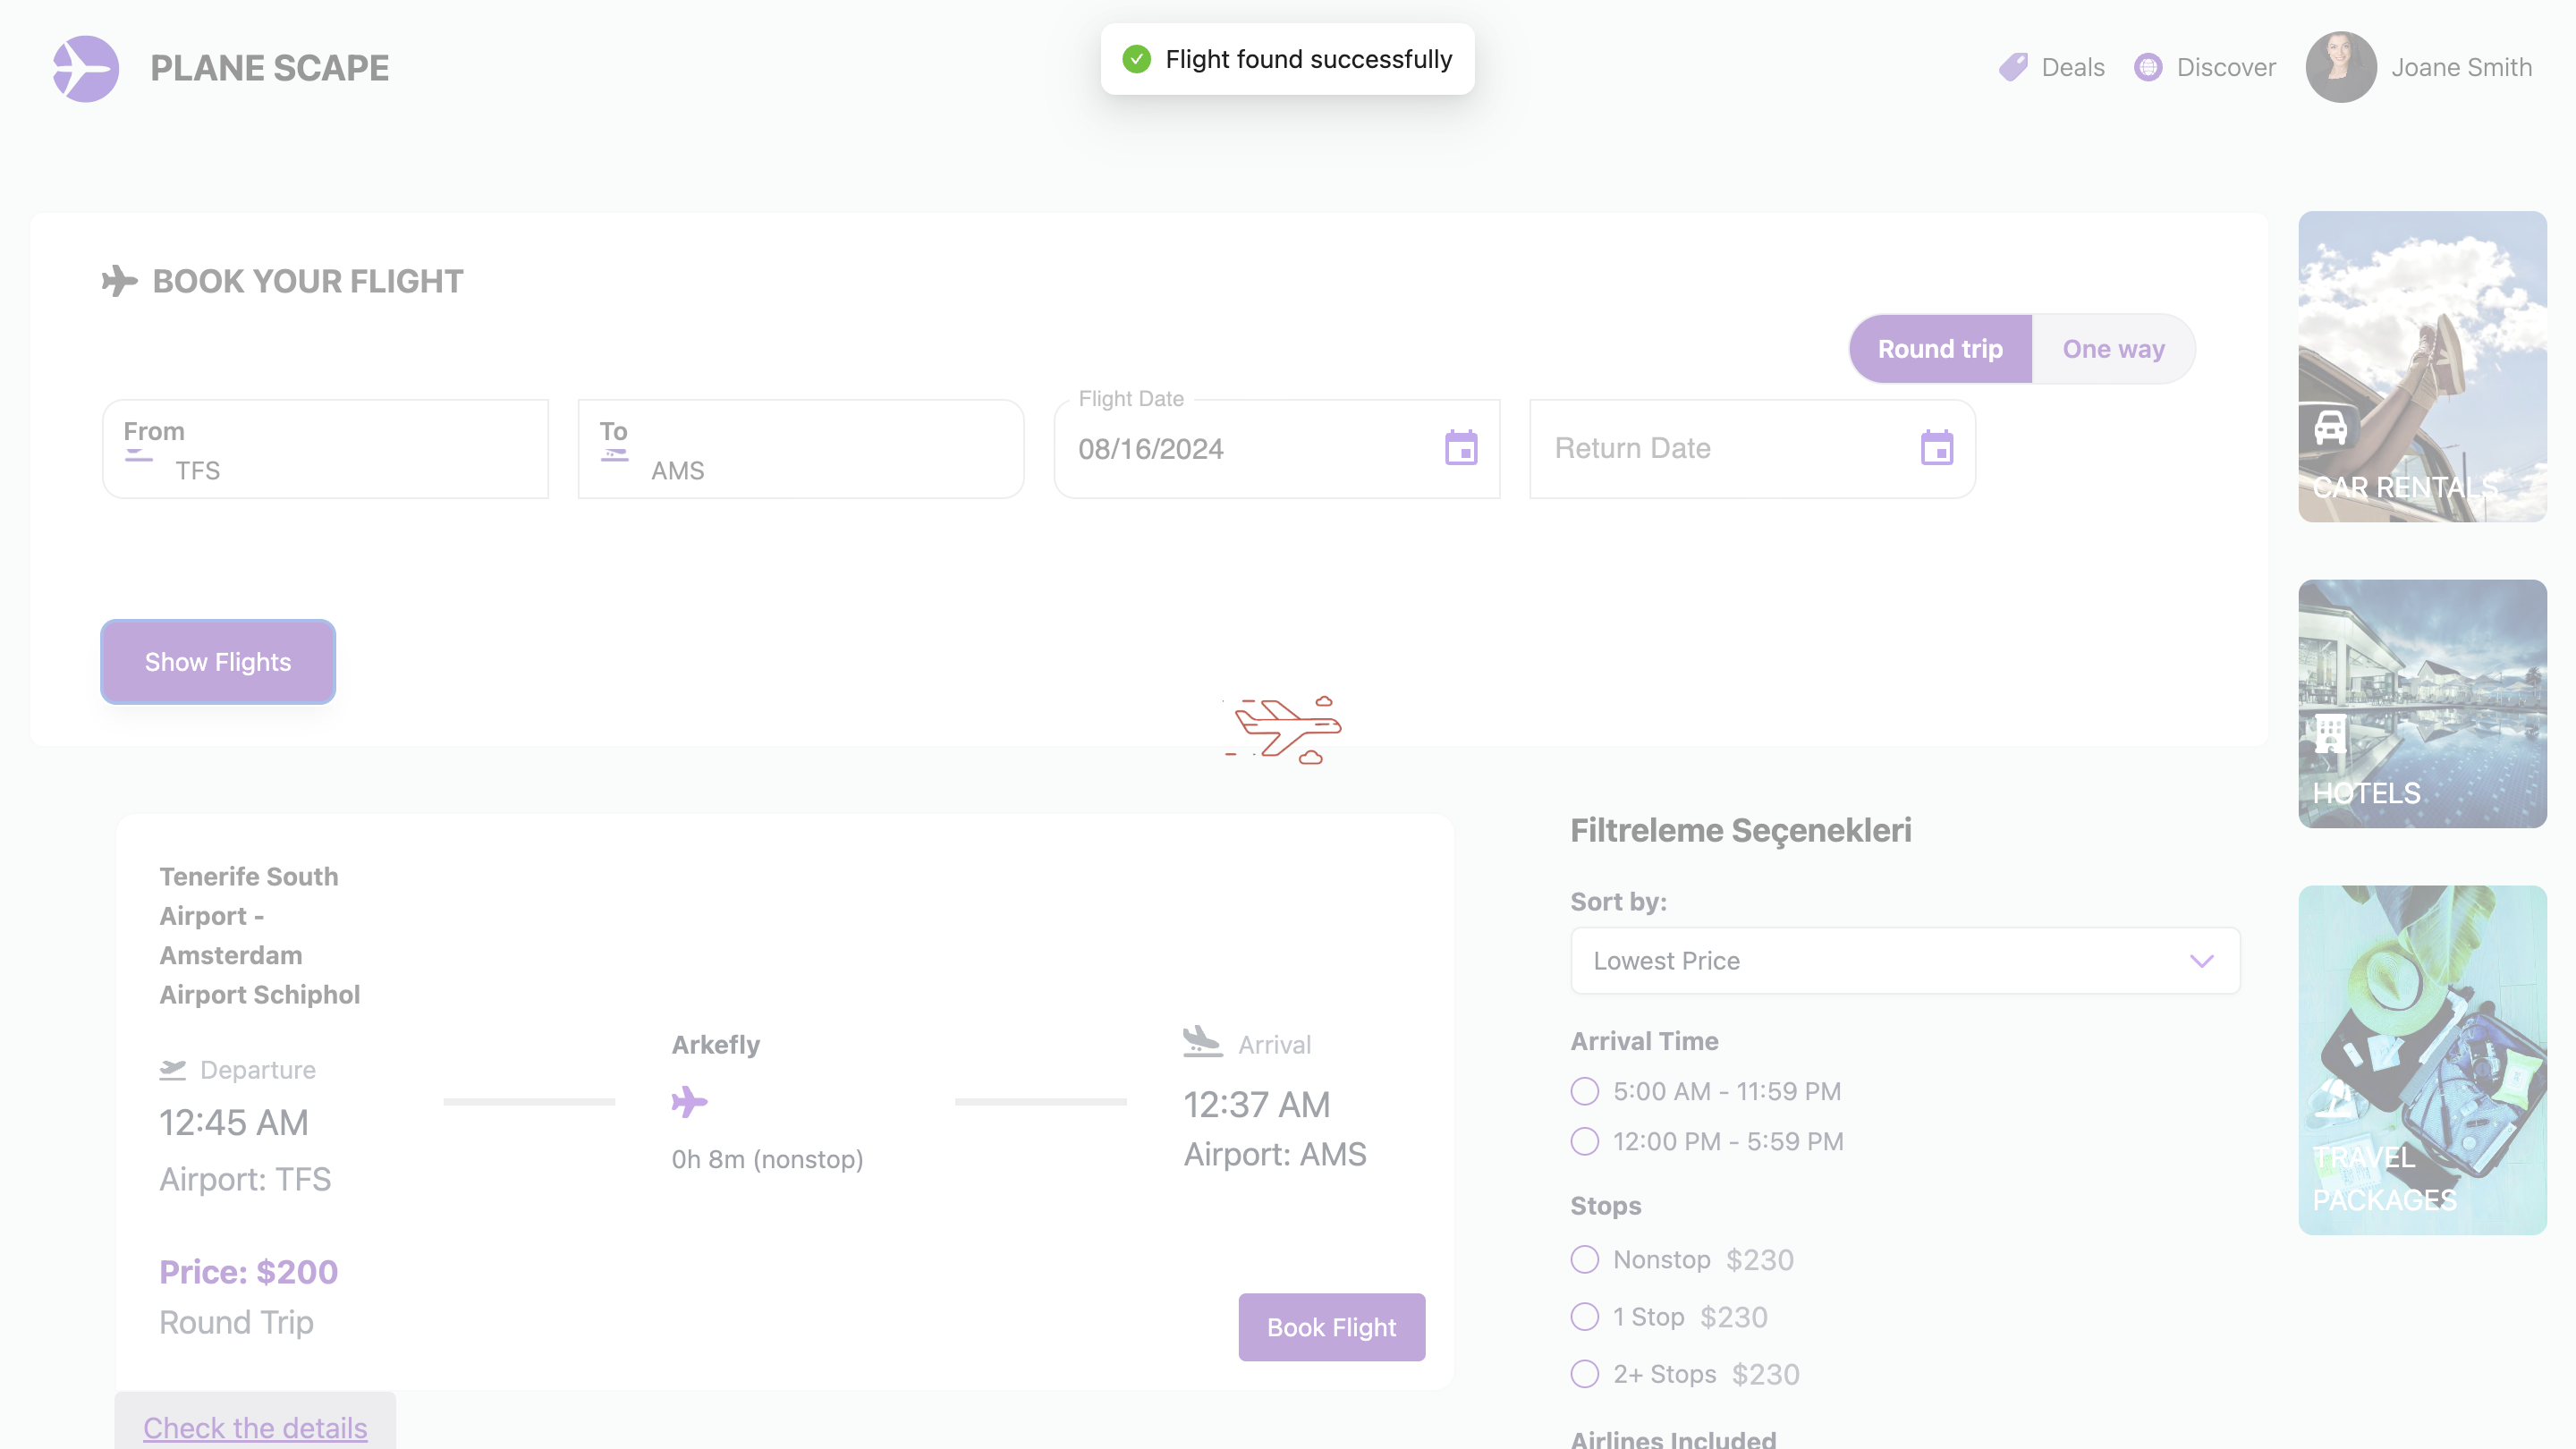 PLANE SCAPE
Flight found successfully
Deals
Discover
Joane Smith
BOOK YOUR FLIGHT
Round trip
One way
From
TFS
To
AMS
Flight Date
08/16/2024
Return Date
Show Flights
CAR RENTALS
HOTELS
TRAVEL
PACKAGES
Tenerife South
Airport -
Amsterdam
Airport Schiphol
Departure
12:45 AM
Airport: TFS
Arkefly
0h 8m (nonstop)
Arrival
12:37 AM
Airport: AMS
Price: $200
Round Trip
Book Flight
Check the details
Filtreleme Seçenekleri
Sort by:
Lowest Price
Arrival Time
5:00 AM - 11:59 PM
12:00 PM - 5:59 PM
Stops
Nonstop $230
1 Stop $230
2+ Stops $230
Airlines Included